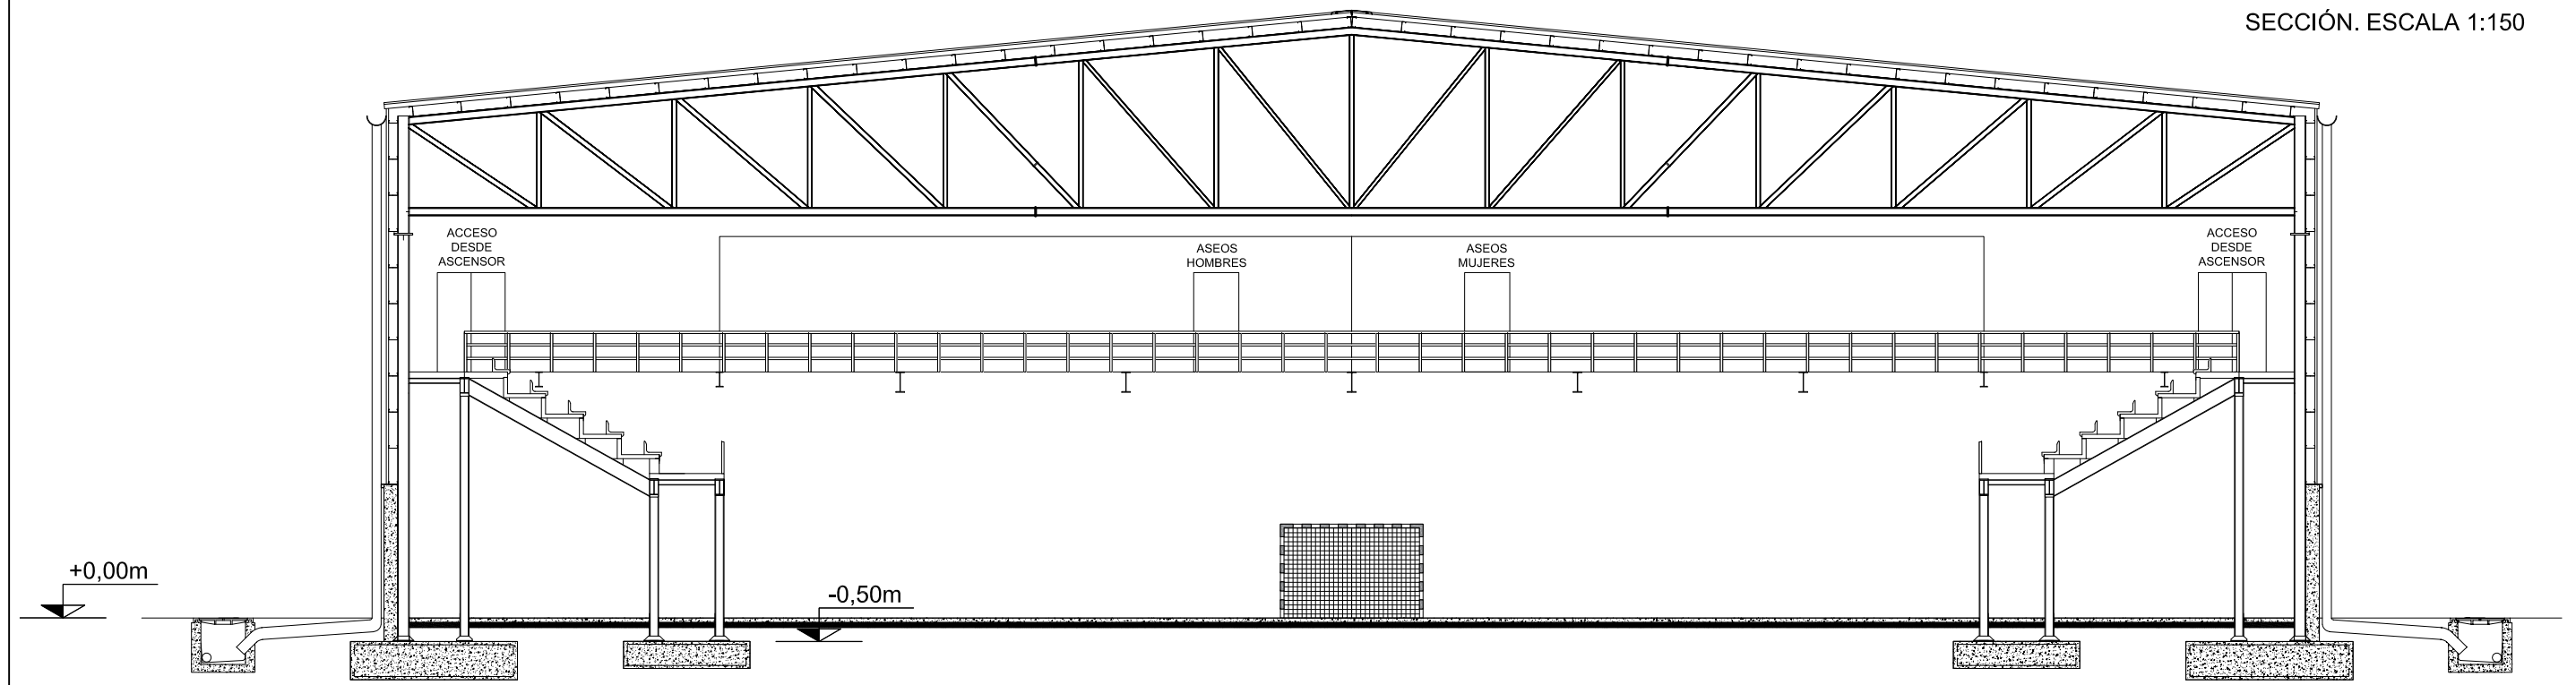 SECCIÓN. ESCALA 1:150
ACCESO
DESDE
ASCENSOR
ASEOS
HOMBRES
ASEOS
MUJERES
ACCESO
DESDE
ASCENSOR
+0,00m
-0,50m